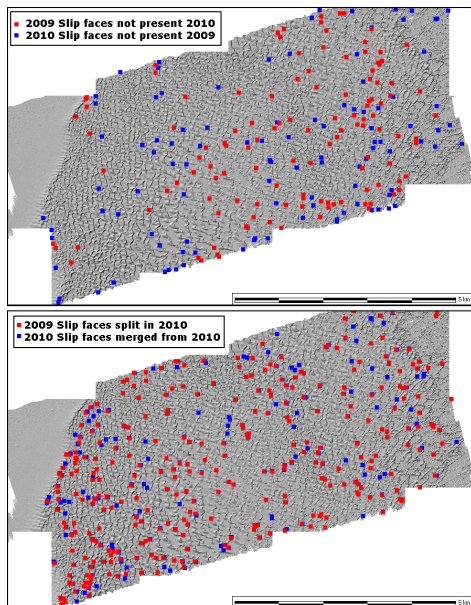 2009 Slip faces not present 2010
2010 Slip faces not present 2009
5 km
2009 Slip faces split in 2010
2010 Slip faces merged from 2010
5 km